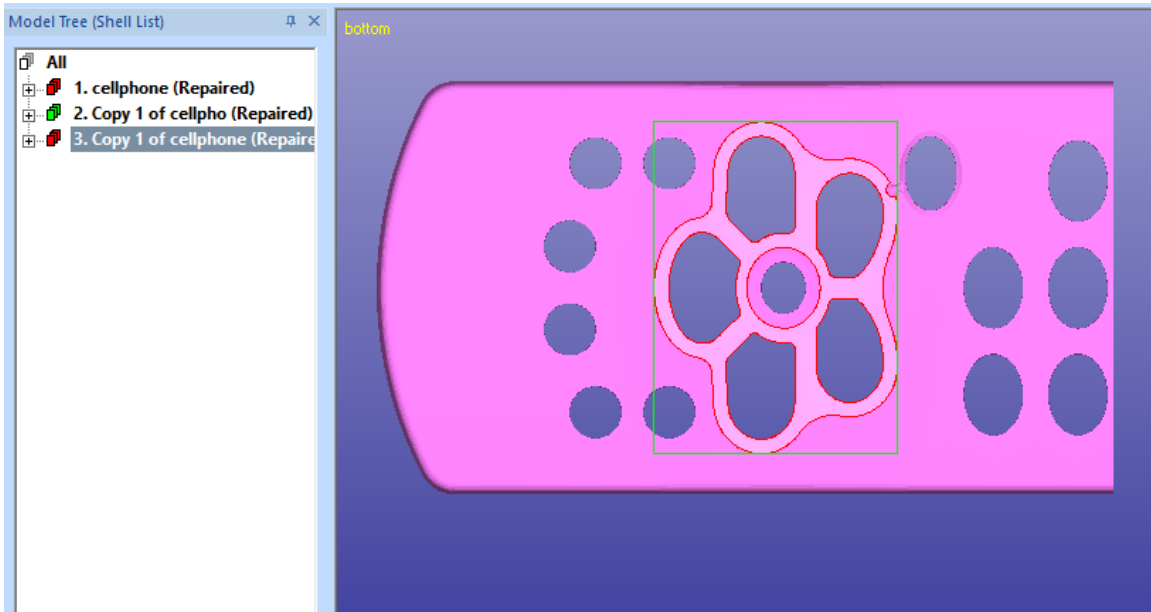 Model Tree (Shell List)
All
1. cellphone (Repaired)
2. Copy 1 of cellpho (Repaired)
3. Copy 1 of cellphone (Repaire
bottom